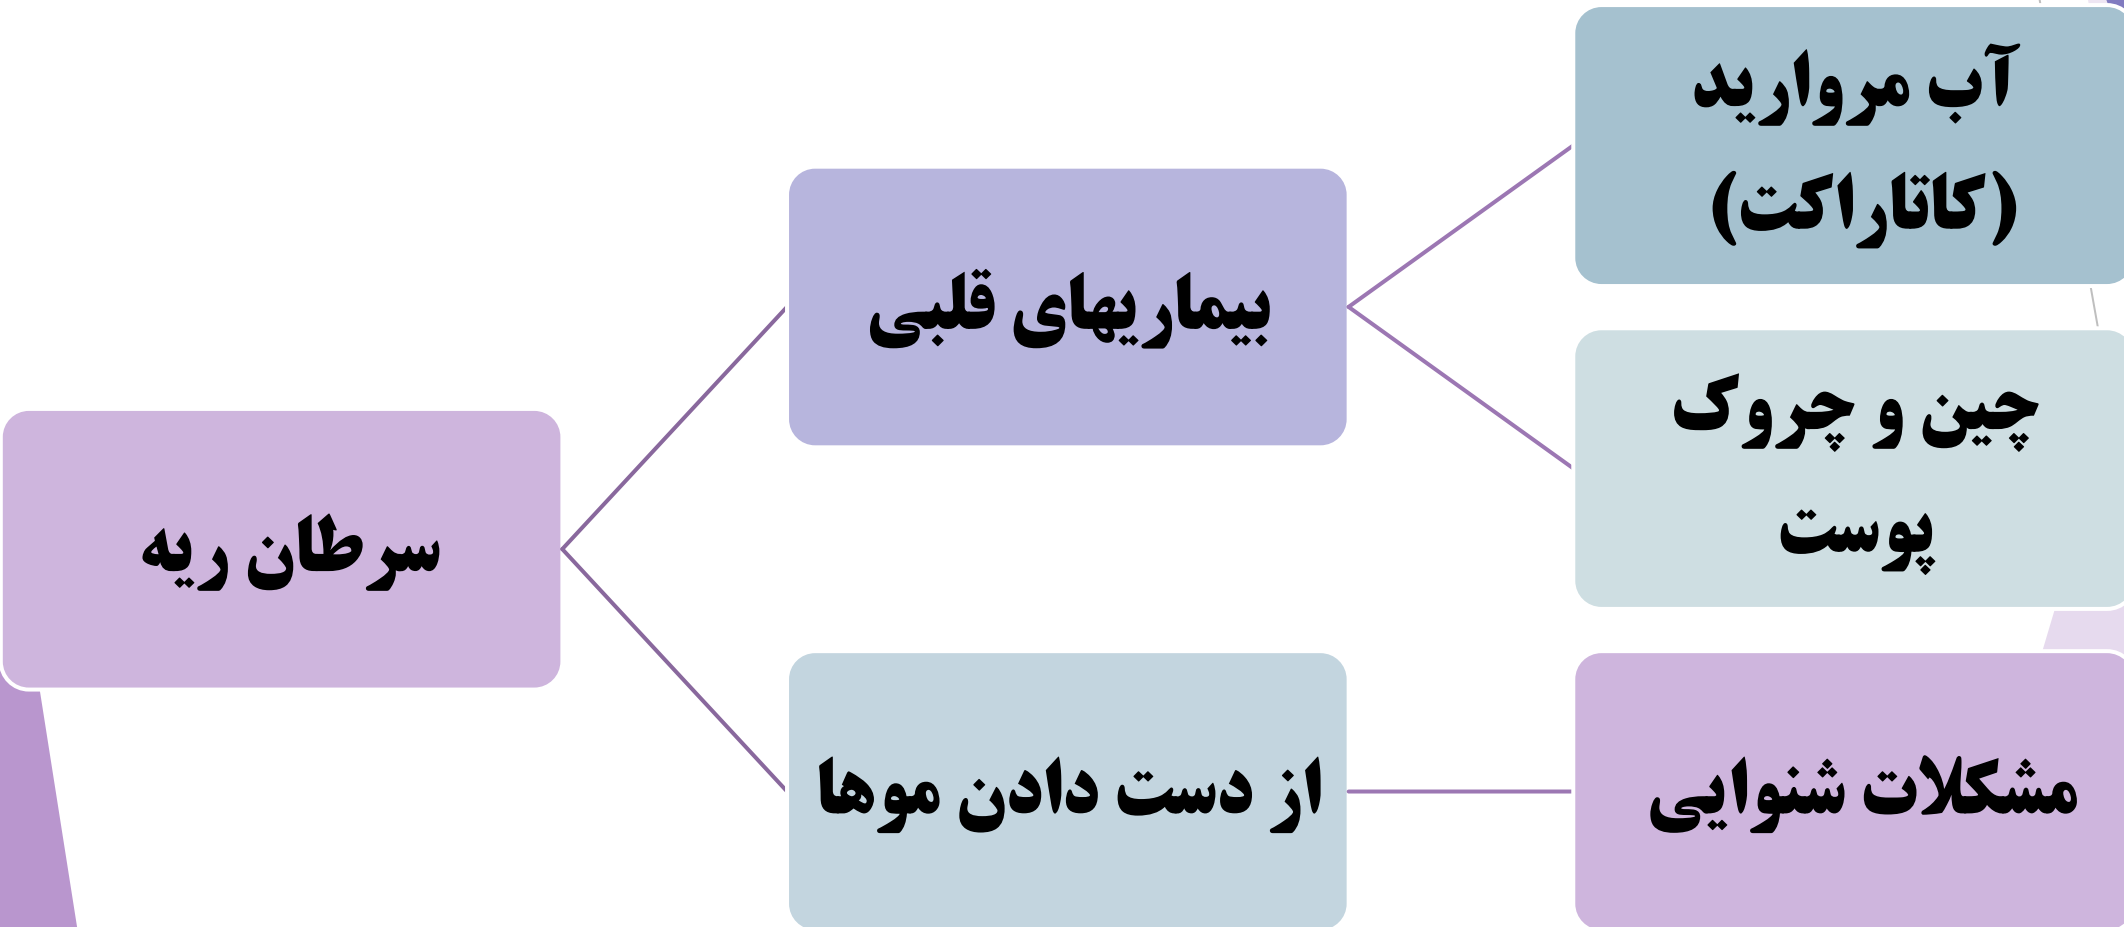 سرطان ریه
بیماریهای قلبی
آب مروارید
(کاتاراکت)
چین و چروک
پوست
از دست دادن موها
مشکلات شنوایی